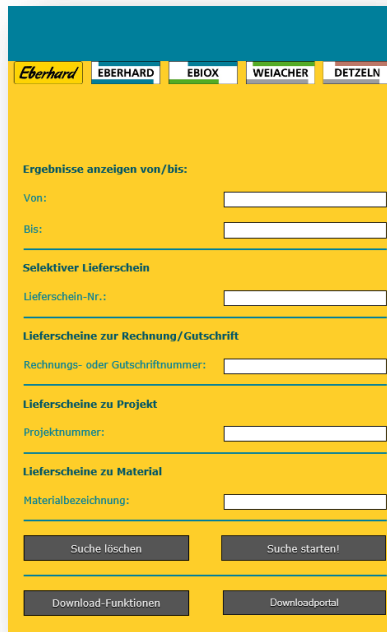 Eberhard EBERHARD EBIOX WEIACHER DETZELN
Ergebnisse anzeigen von/bis:
Von:
Bis:
Selektiver Lieferschein
Lieferschein-Nr.:
Lieferscheine zur Rechnung/Gutschrift
Rechnungs- oder Gutschriftnummer:
Lieferscheine zu Projekt
Projektnummer:
Lieferscheine zu Material
Materialbezeichnung:
Suche löschen Suche starten!
Download-Funktionen Downloadportal